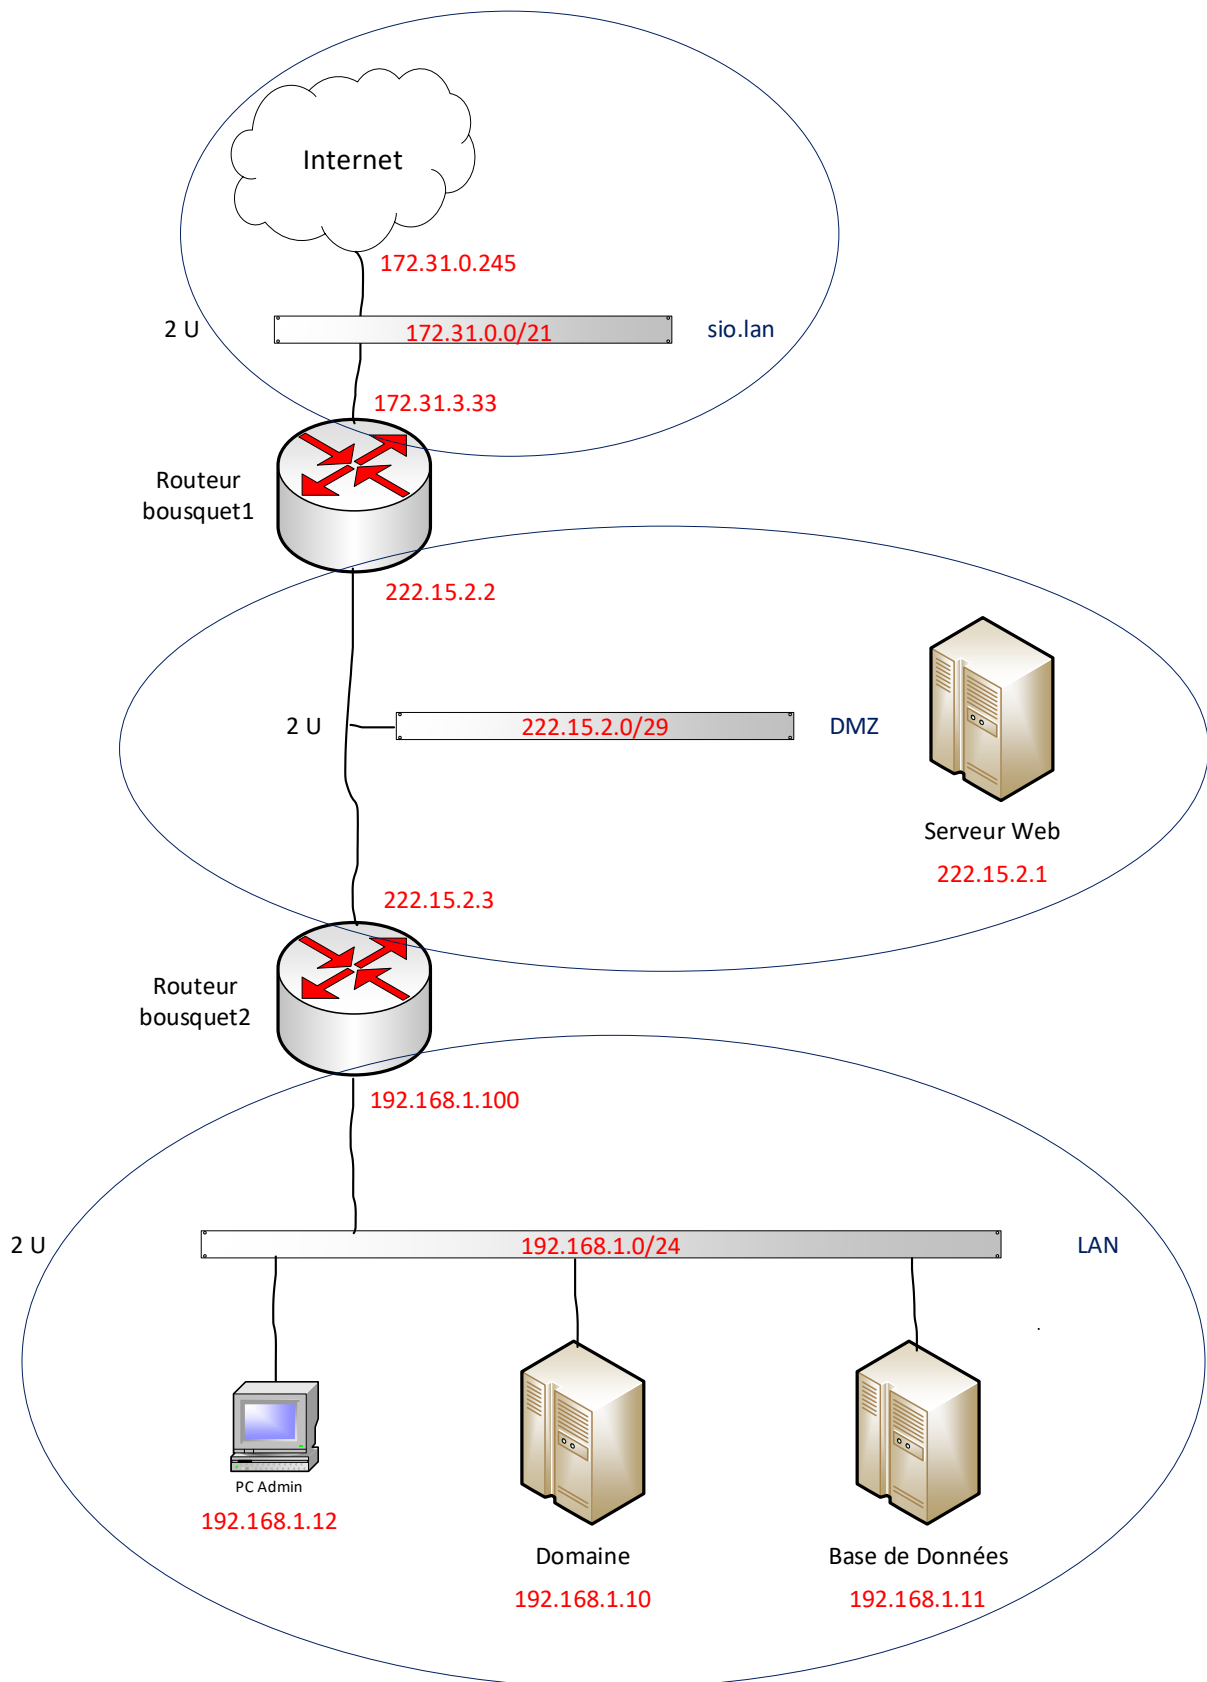 Internet
172.31.0.245
2 U
172.31.0.0/21
sio.lan
172.31.3.33
Routeur
bousquet1
222.15.2.2
2 U
222.15.2.0/29
DMZ
Serveur Web
222.15.2.1
222.15.2.3
Routeur
bousquet2
192.168.1.100
2 U
192.168.1.0/24
LAN
.
PC Admin
192.168.1.12
Domaine
192.168.1.10
Base de Données
192.168.1.11